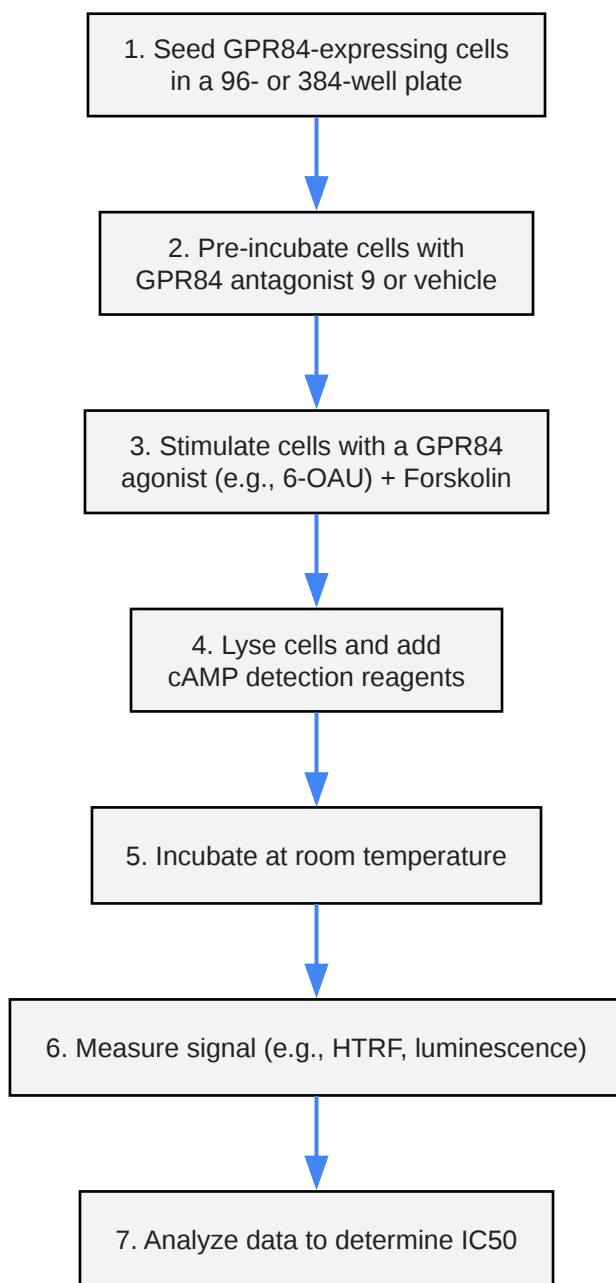 1. Seed GPR84-expressing cells
in a 96- or 384-well plate
2. Pre-incubate cells with
GPR84 antagonist 9 or vehicle
3. Stimulate cells with a GPR84
agonist (e.g., 6-OAU) + Forskolin
4. Lyse cells and add
cAMP detection reagents
5. Incubate at room temperature
6. Measure signal (e.g., HTRF, luminescence)
7. Analyze data to determine IC50